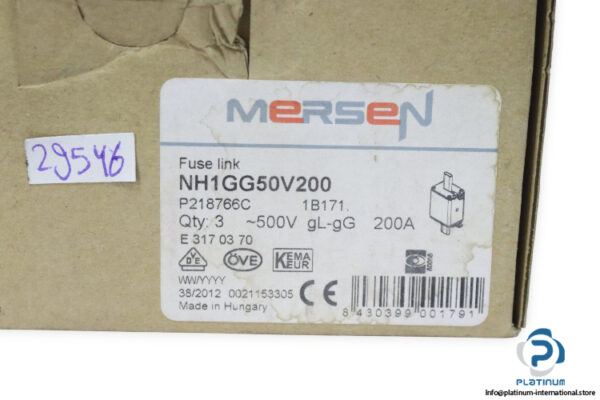 MERSEN
29546
Fuse link
NH1GG50V200
P218766C 1B171.
Qty: 3 ~500V gL-gG 200A
E 317 03 70
VDE ÖVE KEMA KEUR
WW/YYYY
38/2012 0021153305 CE
Made in Hungary
8 430399 001791
PLATINUM
Info@platinum-international.store